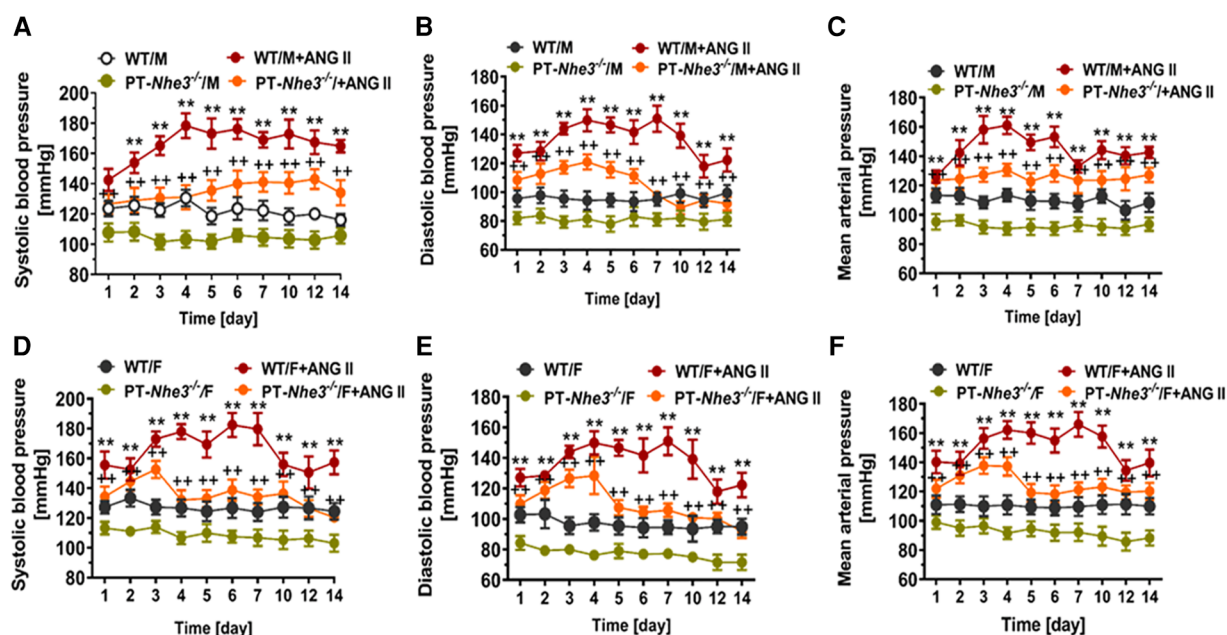 A
WT/M WT/M+ANG II
PT-Nhe3-/-/M PT-Nhe3-/-/+ANG II
Systolic blood pressure
[mmHg]
200
180
160
140
120
100
80
** ** ** ** ** ** ** ** **
++ ++ ++ ++ ++ ++ ++ ++ ++ ++
1 2 3 4 5 6 7 10 12 14
Time [day]
B
WT/M WT/M+ANG II
PT-Nhe3-/-/M PT-Nhe3-/-/M+ANG II
Diastolic blood pressure
[mmHg]
180
160
140
120
100
80
60
** ** ** ** ** ** ** ** ** **
++ ++ ++ ++ ++ ++ ++ ++ ++ ++
1 2 3 4 5 6 7 10 12 14
Time [day]
C
WT/M WT/M+ANG II
PT-Nhe3-/-/M PT-Nhe3-/-/+ANG II
Mean arterial pressure
[mmHg]
180
160
140
120
100
80
60
** ** ** ** ** ** ** ** ** **
++ ++ ++ ++ ++ ++ ++ ++ ++ ++
1 2 3 4 5 6 7 10 12 14
Time [day]
D
WT/F WT/F+ANG II
PT-Nhe3-/-/F PT-Nhe3-/-/F+ANG II
Systolic blood pressure
[mmHg]
200
180
160
140
120
100
80
** ** ** ** ** ** ** ** ** **
++ ++ ++ ++ ++ ++ ++ ++ ++ ++
1 2 3 4 5 6 7 10 12 14
Time [day]
E
WT/F WT/F+ANG II
PT-Nhe3-/-/F PT-Nhe3-/-/F+ANG II
Diastolic blood pressure
[mmHg]
180
160
140
120
100
80
60
** ** ** ** ** ** ** ** ** **
++ ++ ++ ++ ++ ++ ++ ++ ++ ++
1 2 3 4 5 6 7 10 12 14
Time [day]
F
WT/F WT/F+ANG II
PT-Nhe3-/-/F PT-Nhe3-/-/F+ANG II
Mean arterial pressure
[mmHg]
180
160
140
120
100
80
60
** ** ** ** ** ** ** ** ** **
++ ++ ++ ++ ++ ++ ++ ++ ++ ++
1 2 3 4 5 6 7 10 12 14
Time [day]